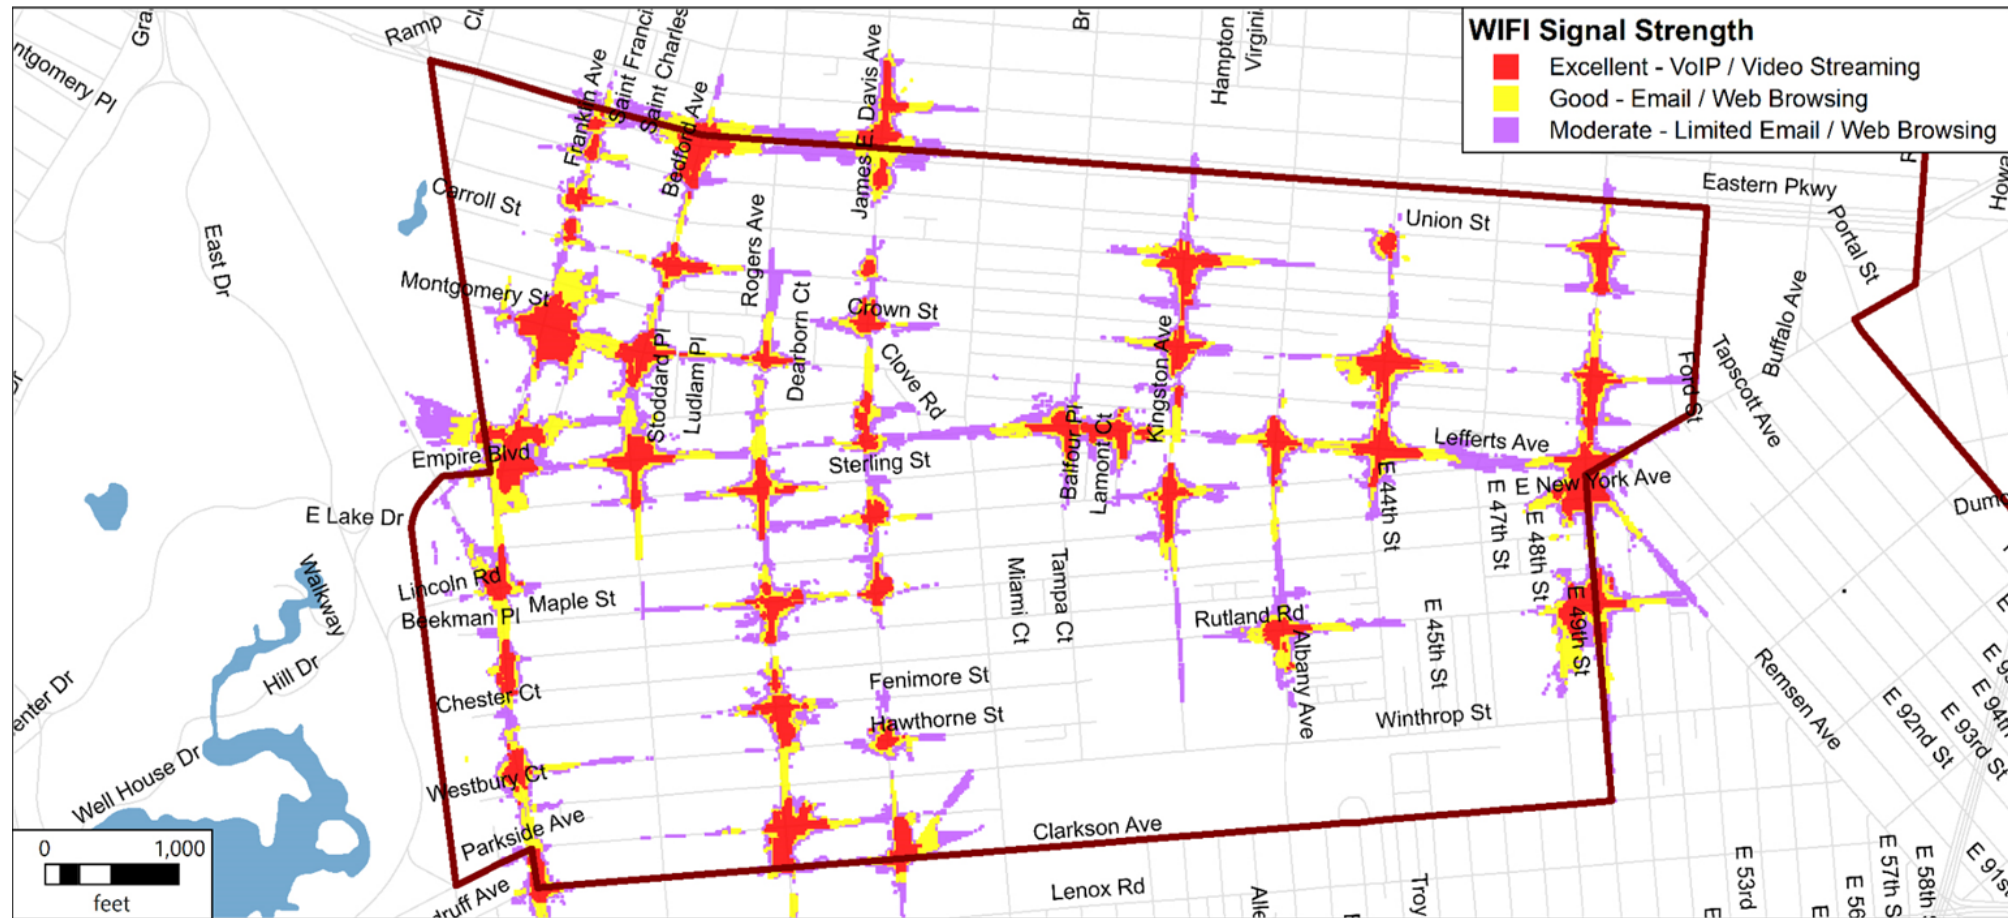 WIFI Signal Strength
Excellent - VoIP / Video Streaming
Good - Email / Web Browsing
Moderate - Limited Email / Web Browsing
Ramp
Franklin Ave
Saint Charles
Bedford Ave
James E. Davis Ave
Hampton
Eastern Pkwy
Portal St
Carroll St
Union St
East Dr
Rogers Ave
Montgomery St
Dearborn Ct
Crown St
Clove Rd
Kingston Ave
Buffalo Ave
Tapscott Ave
Ford St
Stoddard Pl
Ludlam Pl
Empire Blvd
Sterling St
Balfour Pl
Lamont Ct
Lefferts Ave
E New York Ave
E 44th St
E 47th St
E 48th St
E Lake Dr
Walkway
Lincoln Rd
Maple St
Beekman Pl
Miami Ct
Tampa Ct
Rutland Rd
Albany Ave
E 45th St
E 49th St
Hill Dr
Chester Ct
Fenimore St
Hawthorne St
Winthrop St
Remsen Ave
E 92nd St
E 93rd St
E 94th
Well House Dr
Westbury Ct
Parkside Ave
Clarkson Ave
Lenox Rd
Troy
E 53rd
E 56
E 57th S
E 58th S
E 91st
0 1,000
feet